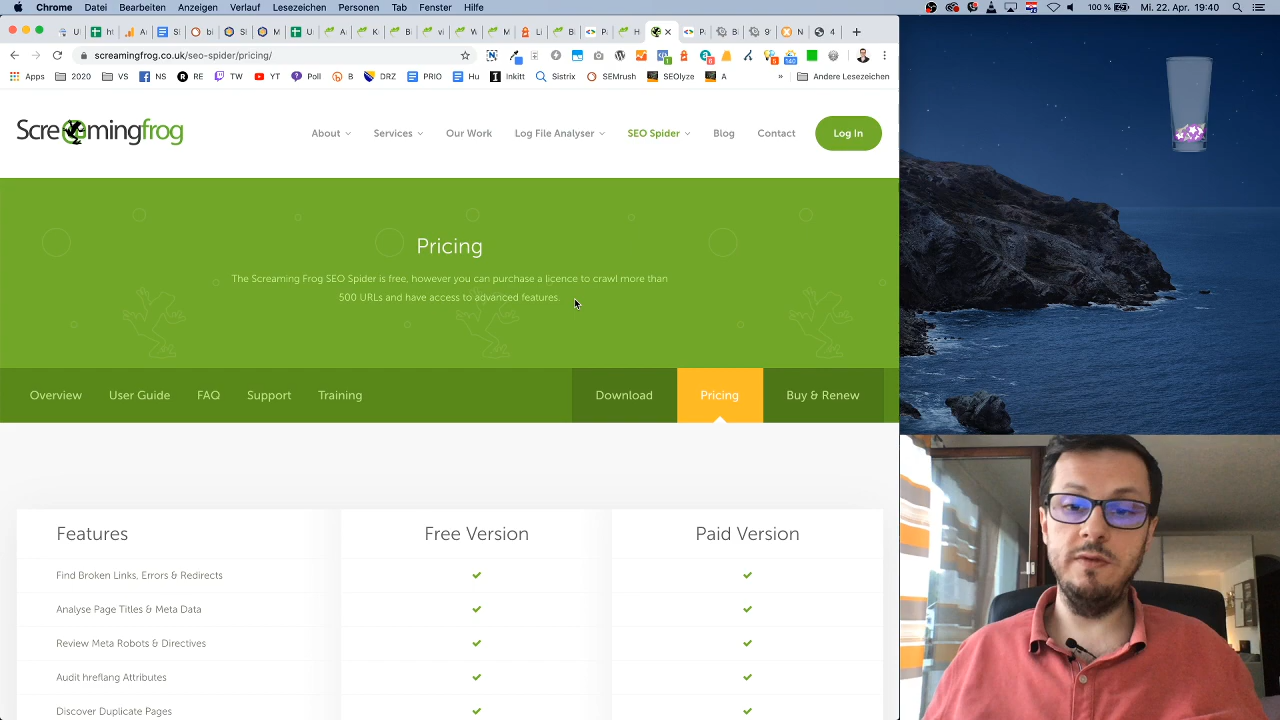 Chrome Datei Bearbeiten Anzeigen Verlauf Lesezeichen Personen Tab Fenster Hilfe 100 % Mi. 22. Apr. 19:40
screamingfrog.co.uk/seo-spider/pricing/
Apps 2020 VS NS RE TW YT Poll B DRZ PRIO Hu inkitt Sistrix SEMrush SEOlyze A » Andere Lesezeichen
Screamingfrog
About Services Our Work Log File Analyser SEO Spider Blog Contact Log In
Pricing
The Screaming Frog SEO Spider is free, however you can purchase a licence to crawl more than
500 URLs and have access to advanced features.
Overview User Guide FAQ Support Training Download Pricing Buy & Renew
Features Free Version Paid Version
Find Broken Links, Errors & Redirects
Analyse Page Titles & Meta Data
Review Meta Robots & Directives
Audit hreflang Attributes
Discover Duplicate Pages